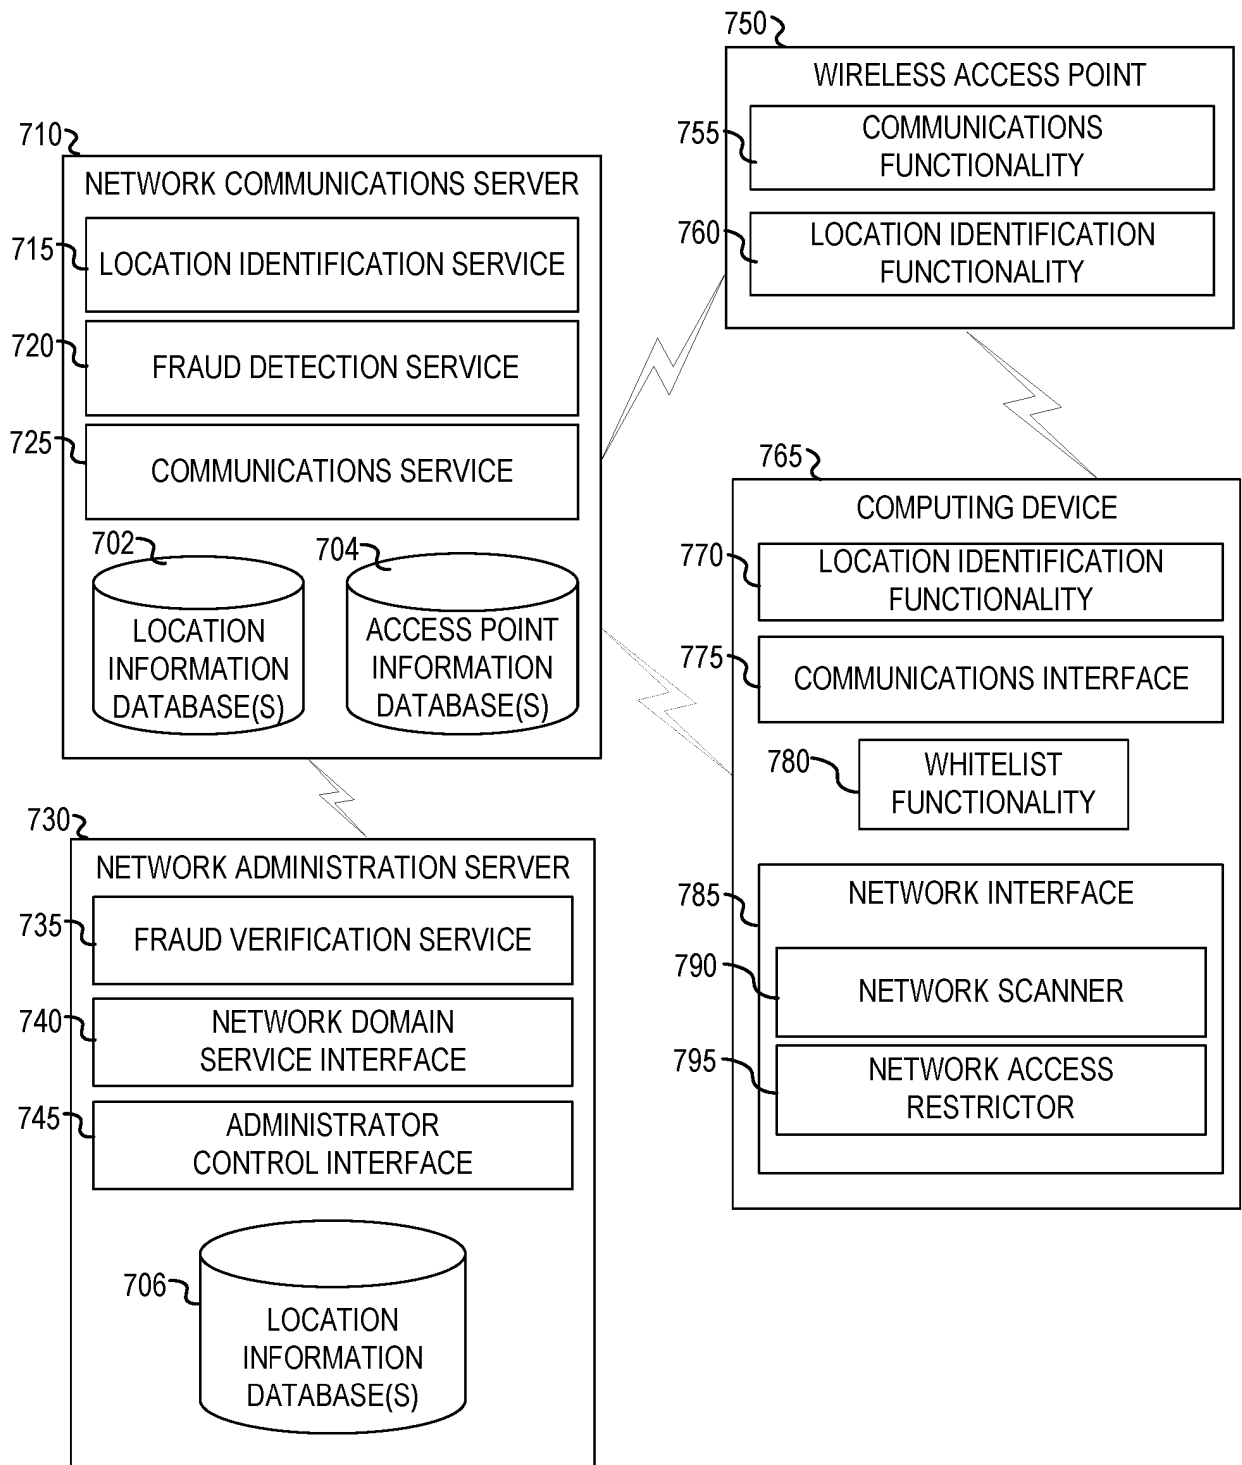 710
NETWORK COMMUNICATIONS SERVER
715
LOCATION IDENTIFICATION SERVICE
720
FRAUD DETECTION SERVICE
725
COMMUNICATIONS SERVICE
702
LOCATION
INFORMATION
DATABASE(S)
704
ACCESS POINT
INFORMATION
DATABASE(S)
730
NETWORK ADMINISTRATION SERVER
735
FRAUD VERIFICATION SERVICE
740
NETWORK DOMAIN
SERVICE INTERFACE
745
ADMINISTRATOR
CONTROL INTERFACE
706
LOCATION
INFORMATION
DATABASE(S)
750
WIRELESS ACCESS POINT
755
COMMUNICATIONS
FUNCTIONALITY
760
LOCATION IDENTIFICATION
FUNCTIONALITY
765
COMPUTING DEVICE
770
LOCATION IDENTIFICATION
FUNCTIONALITY
775
COMMUNICATIONS INTERFACE
780
WHITELIST
FUNCTIONALITY
785
NETWORK INTERFACE
790
NETWORK SCANNER
795
NETWORK ACCESS
RESTRICTOR